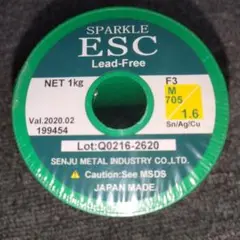 SPARKLE
ESC
Lead-Free
NET 1kg
F3
M
705
1.6
Val.2020.02
199454
Sn/Ag/Cu
Lot:Q0216-2620
SENJU METAL INDUSTRY CO.,LTD.
Caution:See MSDS
JAPAN MADE.